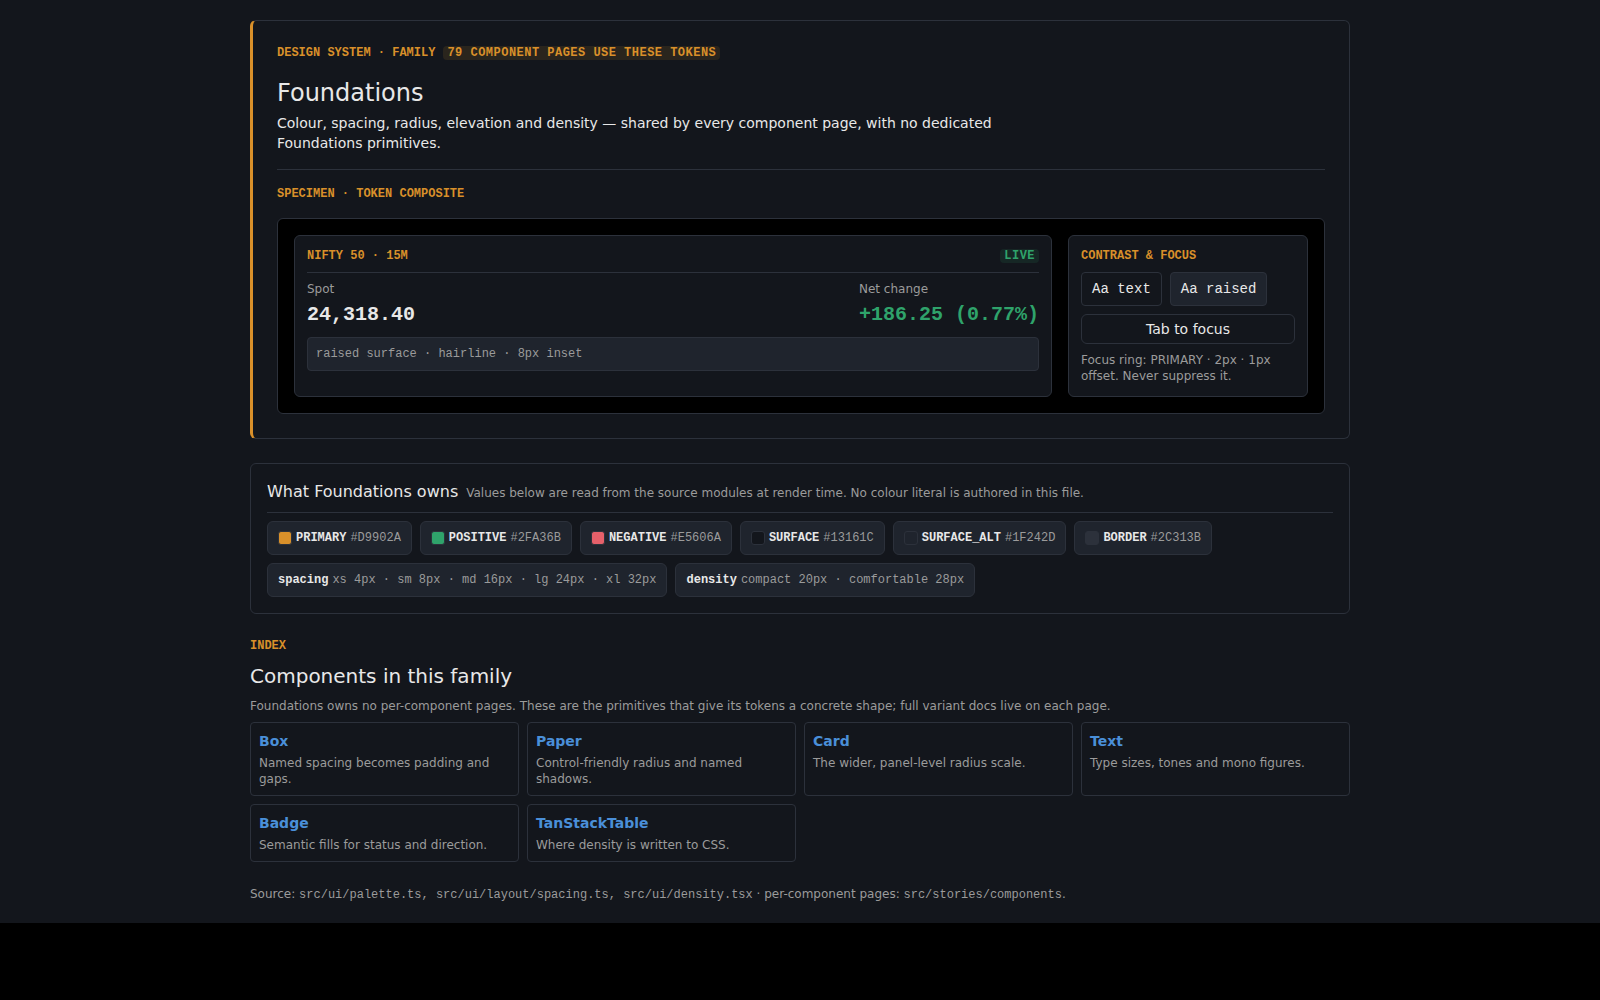 DESIGN SYSTEM · FAMILY 79 COMPONENT PAGES USE THESE TOKENS
Foundations
Colour, spacing, radius, elevation and density — shared by every component page, with no dedicated
Foundations primitives.
SPECIMEN · TOKEN COMPOSITE
NIFTY 50 · 15M LIVE
Spot Net change
24,318.40 +186.25 (0.77%)
raised surface · hairline · 8px inset
CONTRAST & FOCUS
Aa text Aa raised
Tab to focus
Focus ring: PRIMARY · 2px · 1px
offset. Never suppress it.
What Foundations owns Values below are read from the source modules at render time. No colour literal is authored in this file.
PRIMARY #D9902A POSITIVE #2FA36B NEGATIVE #E5606A SURFACE #13161C SURFACE_ALT #1F242D BORDER #2C313B
spacing xs 4px · sm 8px · md 16px · lg 24px · xl 32px density compact 20px · comfortable 28px
INDEX
Components in this family
Foundations owns no per-component pages. These are the primitives that give its tokens a concrete shape; full variant docs live on each page.
Box
Named spacing becomes padding and
gaps.
Paper
Control-friendly radius and named
shadows.
Card
The wider, panel-level radius scale.
Text
Type sizes, tones and mono figures.
Badge
Semantic fills for status and direction.
TanStackTable
Where density is written to CSS.
Source: src/ui/palette.ts, src/ui/layout/spacing.ts, src/ui/density.tsx · per-component pages: src/stories/components.